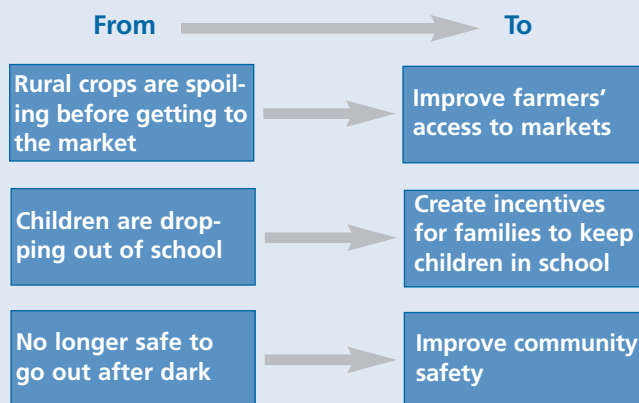 From To
Rural crops are spoil-
ing before getting to
the market
Improve farmers’
access to markets
Children are drop-
ping out of school
Create incentives
for families to keep
children in school
No longer safe to
go out after dark
Improve community
safety